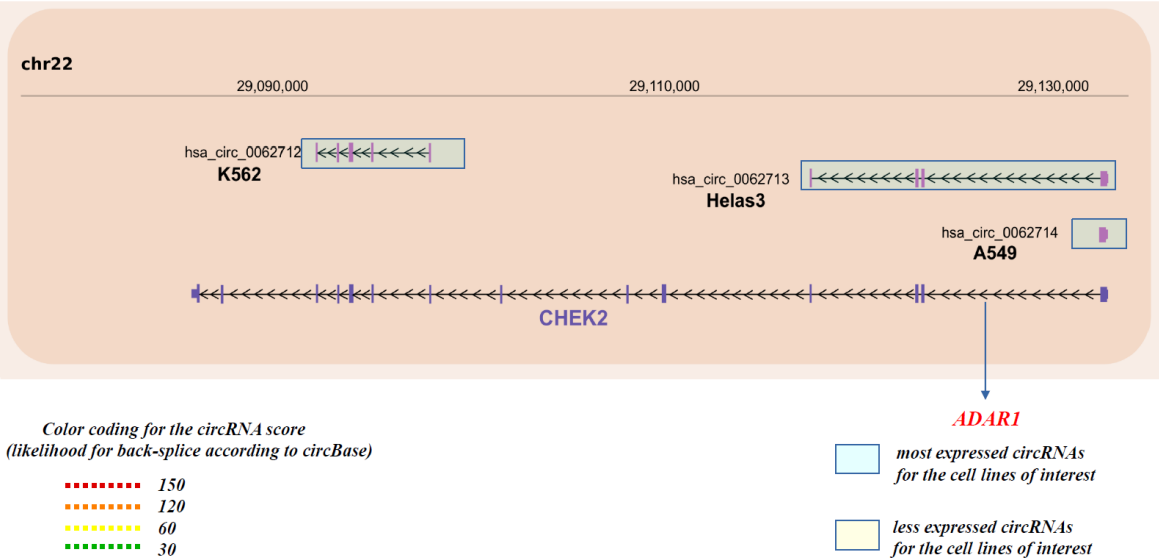 chr22
29,090,000
29,110,000
29,130,000
hsa_circ_0062712
K562
hsa_circ_0062713
Helas3
hsa_circ_0062714
A549
CHEK2
ADAR1
Color coding for the circRNA score
(likelihood for back-splice according to circBase)
150
120
60
30
most expressed circRNAs
for the cell lines of interest
less expressed circRNAs
for the cell lines of interest